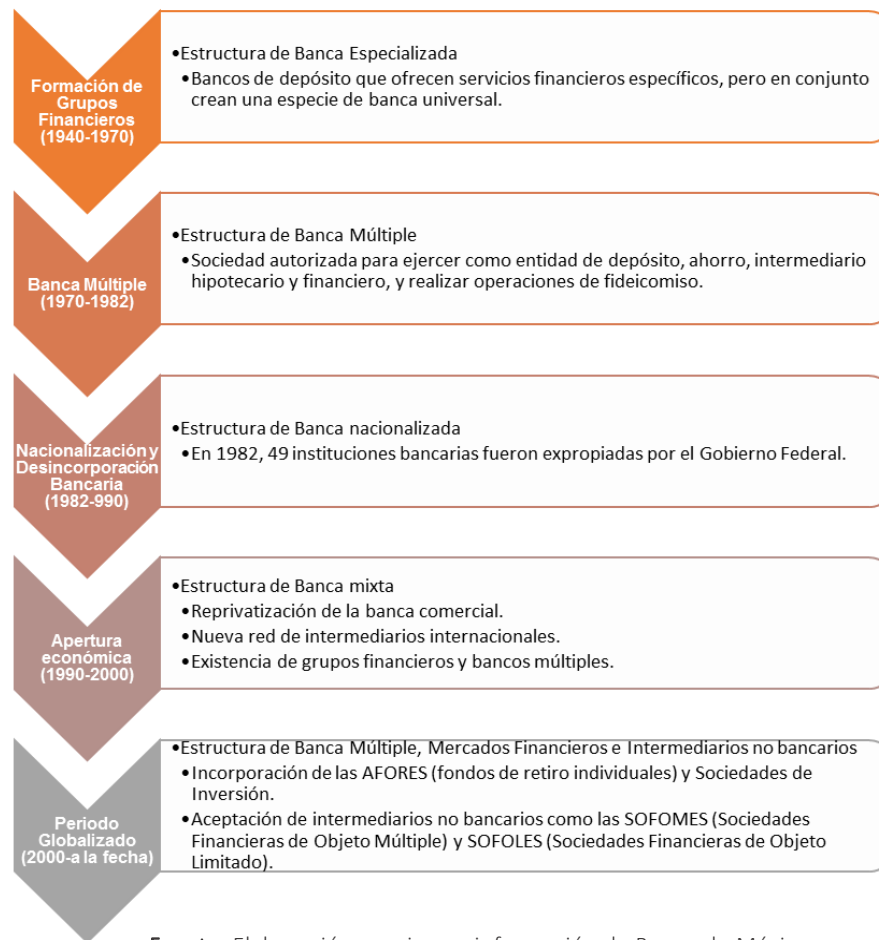 Formación de
Grupos
Financieros
(1940-1970)
•Estructura de Banca Especializada
•Bancos de depósito que ofrecen servicios financieros específicos, pero en conjunto
crean una especie de banca universal.
Banca Múltiple
(1970-1982)
•Estructura de Banca Múltiple
•Sociedad autorizada para ejercer como entidad de depósito, ahorro, intermediario
hipotecario y financiero, y realizar operaciones de fideicomiso.
Nacionalización y
Desincorporación
Bancaria
(1982-990)
•Estructura de Banca nacionalizada
•En 1982, 49 instituciones bancarias fueron expropiadas por el Gobierno Federal.
Apertura
económica
(1990-2000)
•Estructura de Banca mixta
•Reprivatización de la banca comercial.
•Nueva red de intermediarios internacionales.
•Existencia de grupos financieros y bancos múltiples.
Periodo
Globalizado
(2000-a la fecha)
•Estructura de Banca Múltiple, Mercados Financieros e Intermediarios no bancarios
•Incorporación de las AFORES (fondos de retiro individuales) y Sociedades de
Inversión.
•Aceptación de intermediarios no bancarios como las SOFOMES (Sociedades
Financieras de Objeto Múltiple) y SOFOLES (Sociedades Financieras de Objeto
Limitado).